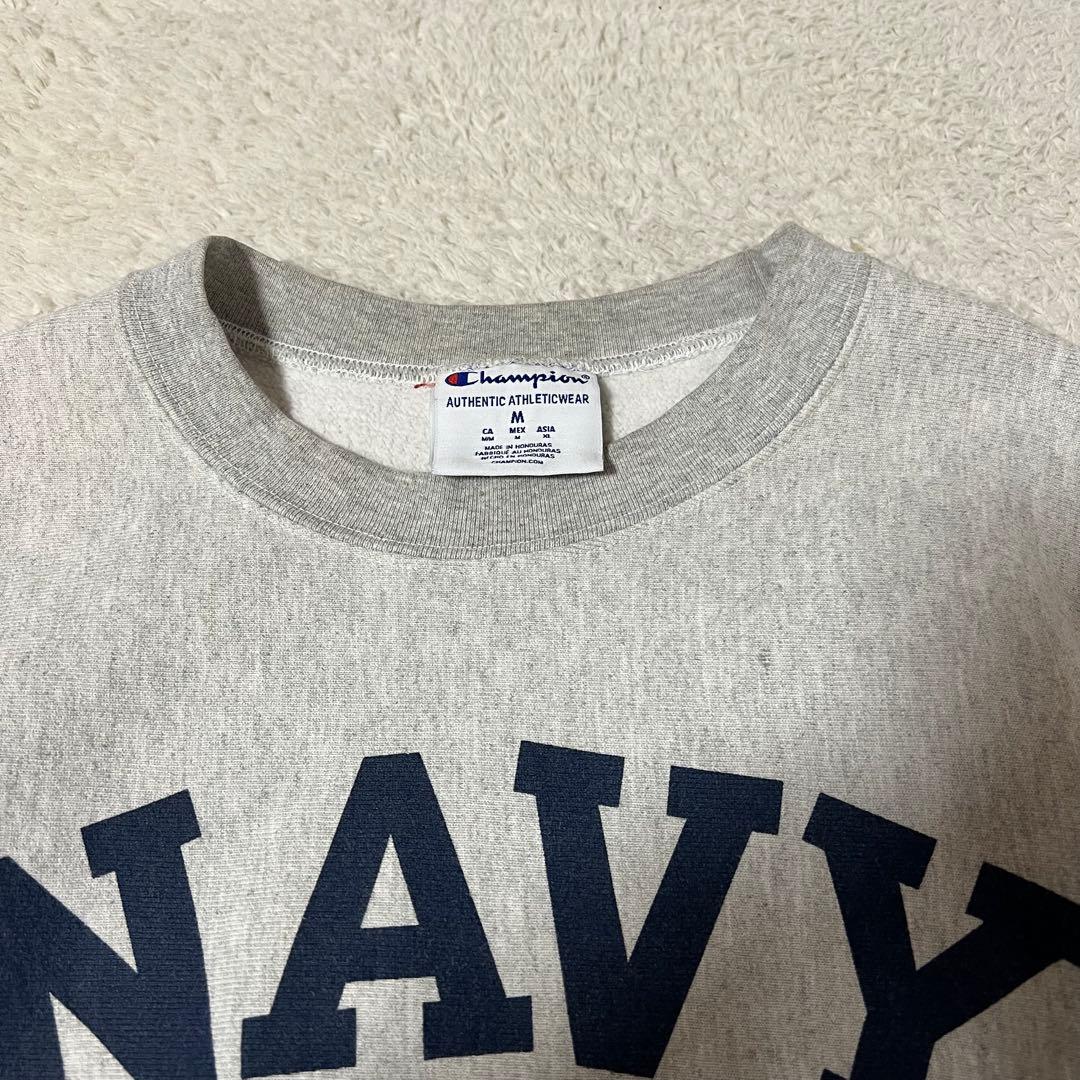 Champion®
AUTHENTIC ATHLETICWEAR
M
CA MEX ASIA
M/M M XL
MADE IN HONDURAS
FABRIQUÉ AU HONDURAS
HECHO EN HONDURAS
CHAMPION.COM
NAVY